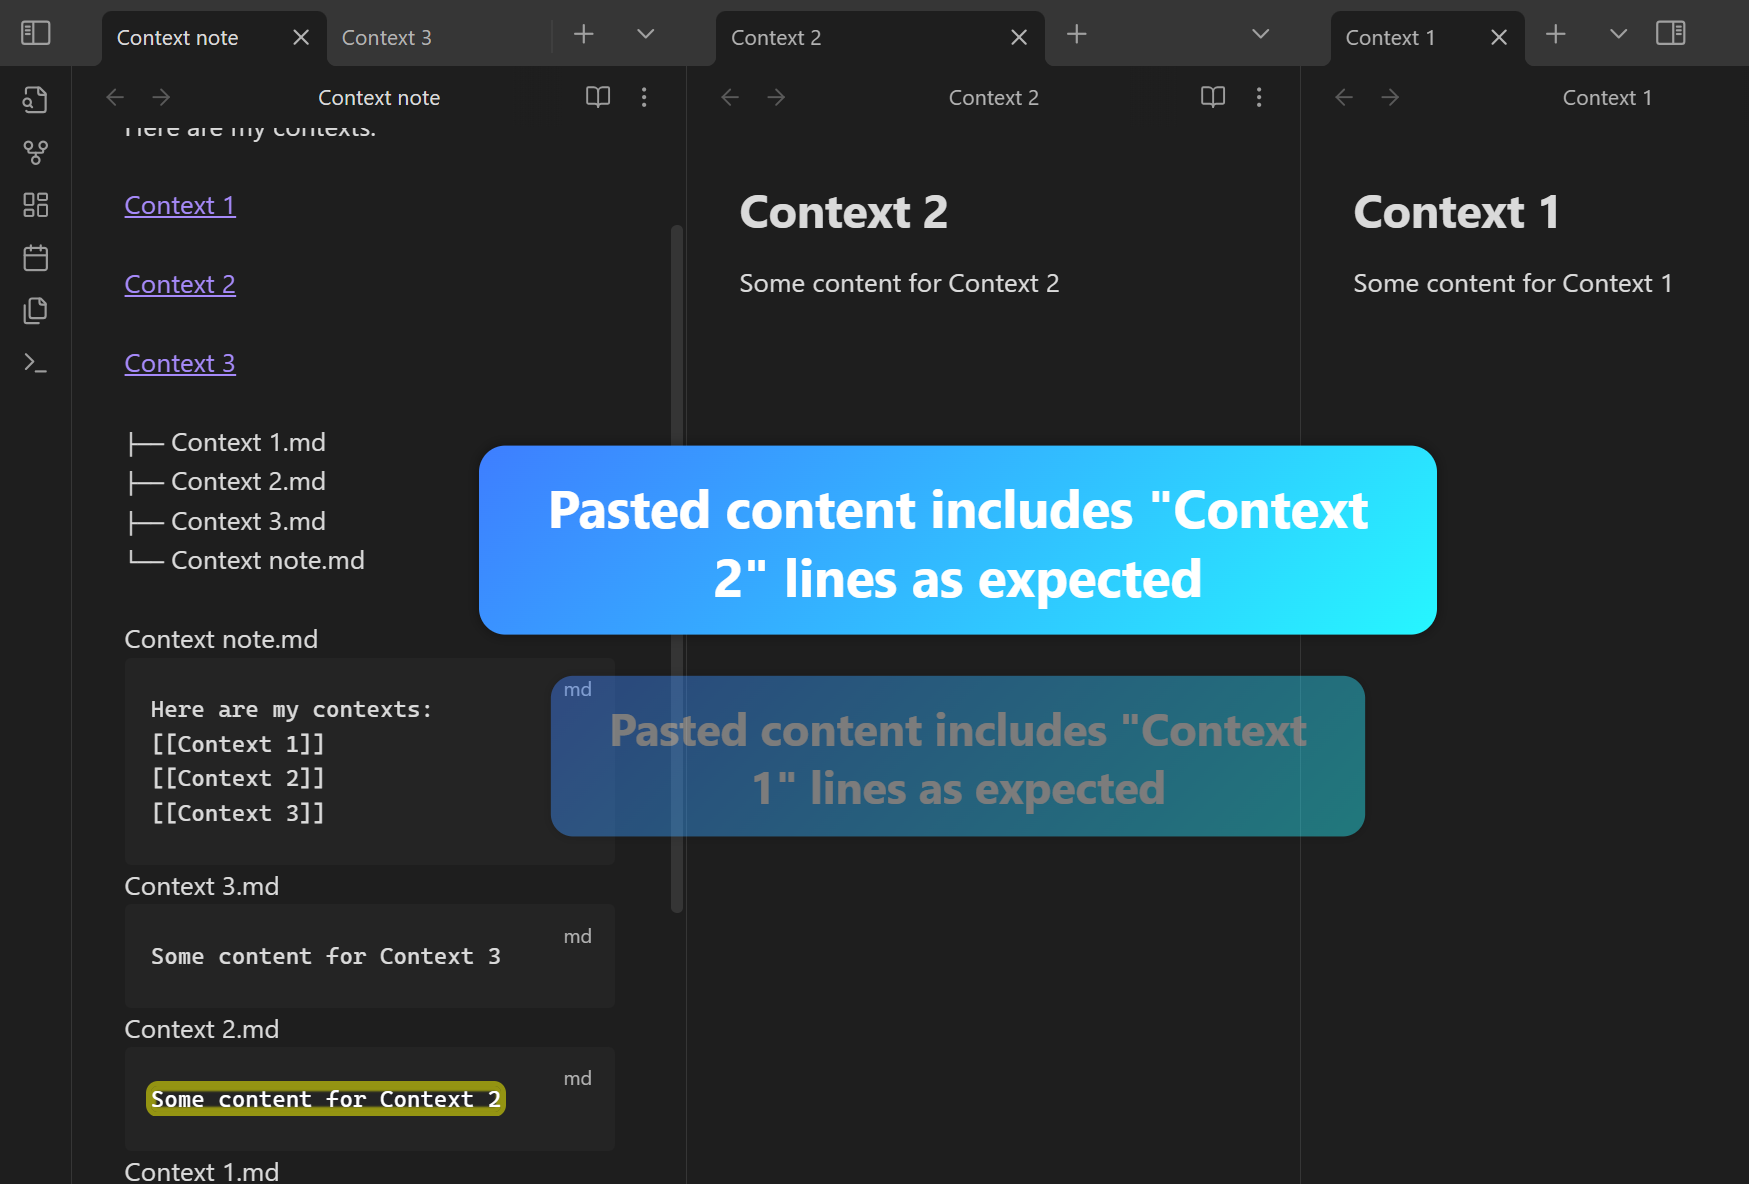 Context note
Context 3
Context 2
Context 1
Context note
Context 2
Context 1
Here are my contexts:
Context 1
Context 2
Context 3
├── Context 1.md
├── Context 2.md
├── Context 3.md
└── Context note.md
Context note.md
md
Here are my contexts:
[[Context 1]]
[[Context 2]]
[[Context 3]]
Context 3.md
md
Some content for Context 3
Context 2.md
md
Some content for Context 2
Context 1.md
Context 2
Some content for Context 2
Context 1
Some content for Context 1
Pasted content includes "Context
2" lines as expected
Pasted content includes "Context
1" lines as expected